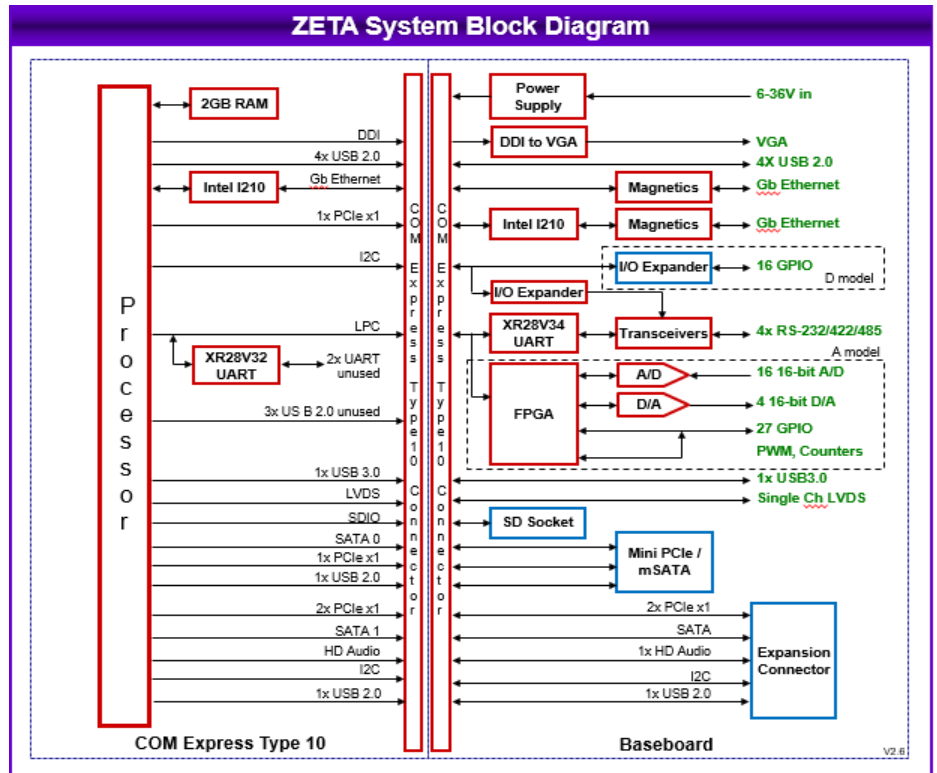 ZETA System Block Diagram
Processor
2GB RAM
DDI
4x USB 2.0
Intel I210
Gb Ethernet
1x PCIe x1
I2C
LPC
XR28V32
UART
2x UART
unused
3x US B 2.0 unused
1x USB 3.0
LVDS
SDIO
SATA 0
1x PCIe x1
1x USB 2.0
2x PCIe x1
SATA 1
HD Audio
I2C
1x USB 2.0
COM Express Type 10
COM Express Type10 Connector
COM Express Type10 Connector
Power
Supply
6-36V in
DDI to VGA
VGA
4X USB 2.0
Magnetics
Gb Ethernet
Intel I210
Magnetics
Gb Ethernet
I/O Expander
16 GPIO
D model
I/O Expander
XR28V34
UART
Transceivers
4x RS-232/422/485
A model
FPGA
A/D
16 16-bit A/D
D/A
4 16-bit D/A
27 GPIO
PWM, Counters
1x USB3.0
Single Ch LVDS
SD Socket
Mini PCIe /
mSATA
2x PCIe x1
SATA
1x HD Audio
I2C
1x USB 2.0
Expansion
Connector
Baseboard
V2.6